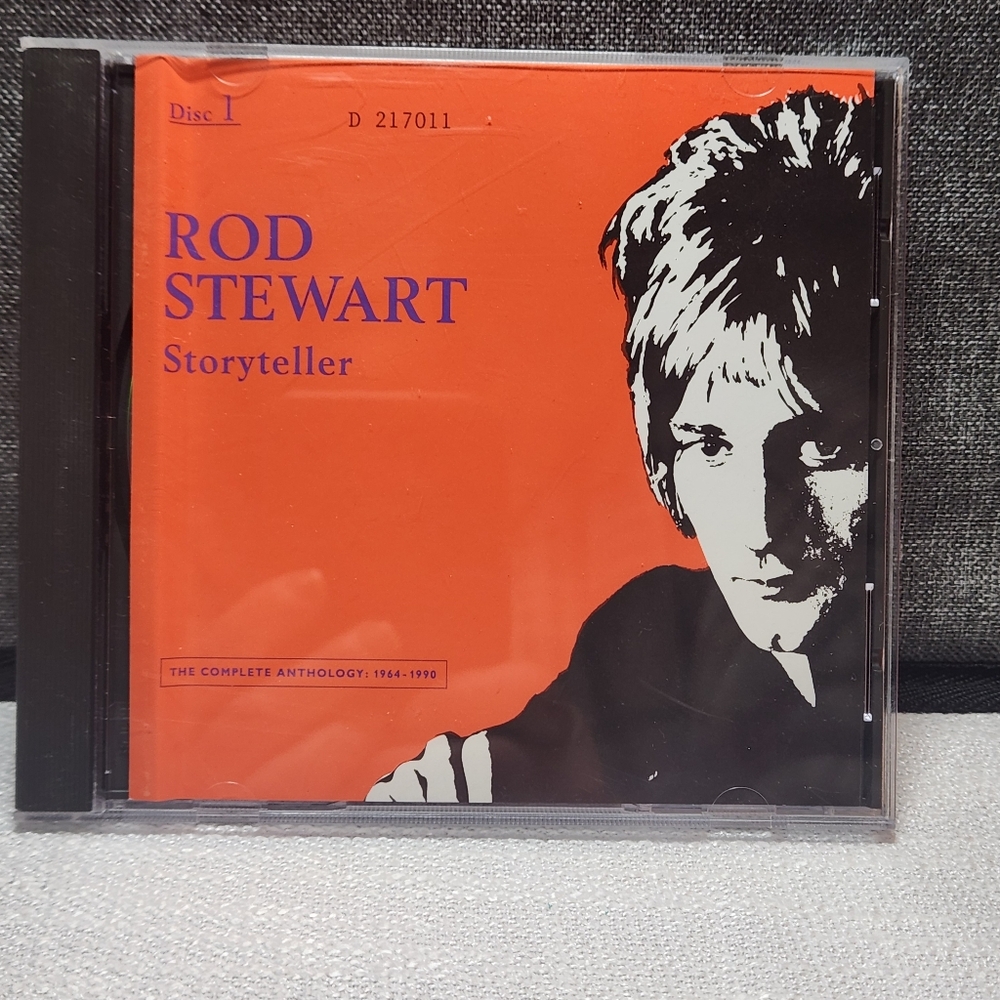 Disc 1
D 217011
ROD
STEWART
Storyteller
THE COMPLETE ANTHOLOGY: 1964-1990